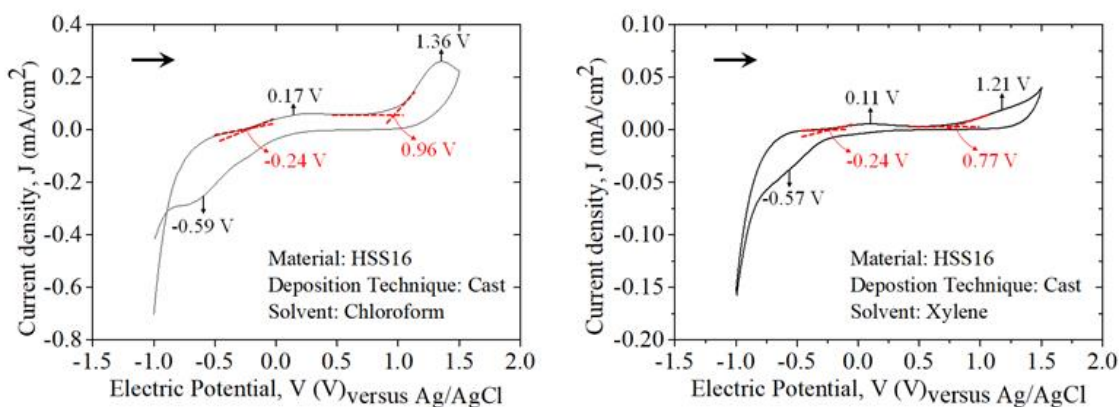 Current density, J (mA/cm2)
0.4
0.2
0.0
-0.2
-0.4
-0.6
-0.8
1.36 V
0.17 V
-0.24 V
0.96 V
-0.59 V
Material: HSS16
Deposition Technique: Cast
Solvent: Chloroform
-1.5 -1.0 -0.5 0.0 0.5 1.0 1.5 2.0
Electric Potential, V (V)versus Ag/AgCl
Current density, J (mA/cm2)
0.10
0.05
0.00
-0.05
-0.10
-0.15
-0.20
1.21 V
0.11 V
-0.24 V
0.77 V
-0.57 V
Material: HSS16
Depostion Technique: Cast
Solvent: Xylene
-1.5 -1.0 -0.5 0.0 0.5 1.0 1.5 2.0
Electric Potential, V (V)versus Ag/AgCl